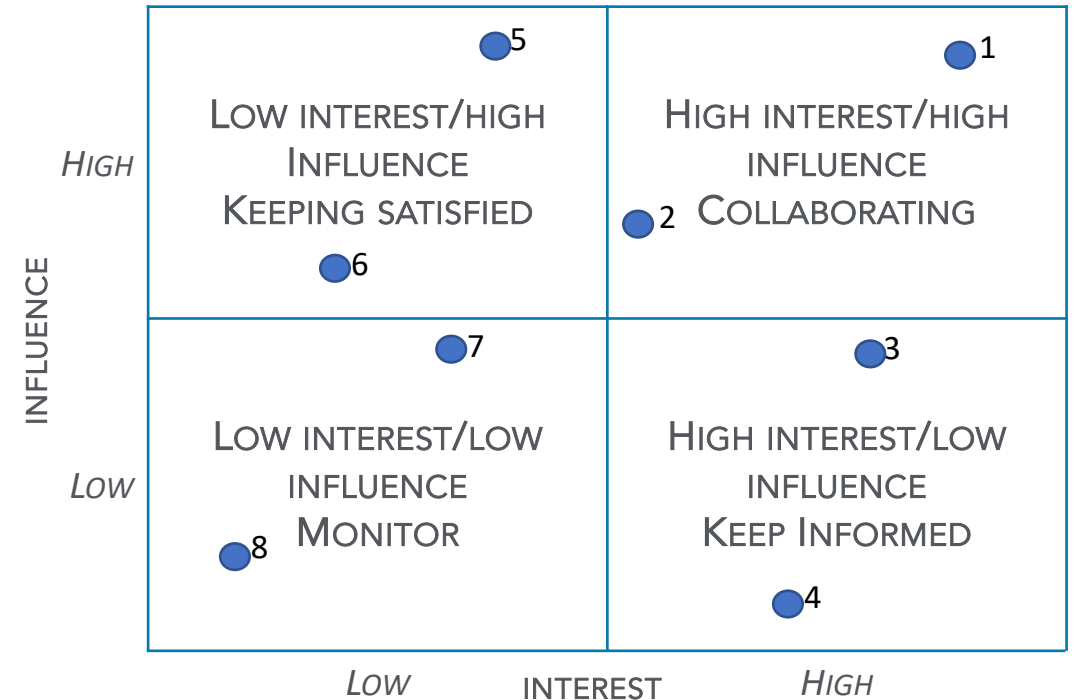 5
1
LOW INTEREST/HIGH
INFLUENCE
KEEPING SATISFIED
HIGH INTEREST/HIGH
INFLUENCE
COLLABORATING
HIGH
2
6
INFLUENCE
7
3
LOW INTEREST/LOW
INFLUENCE
MONITOR
HIGH INTEREST/LOW
INFLUENCE
KEEP INFORMED
LOW
8
4
LOW
INTEREST
HIGH